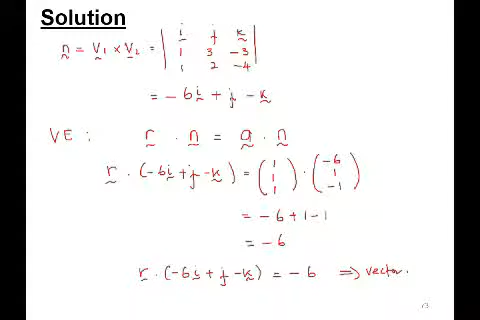 Solution
n = v₁ × v₂ = | i j k |
| 1 3 -3 |
| 1 2 -4 |
= -6i + j - k
VE : r . n = a . n
r . (-6i + j - k) = (1 1 1) . (-6 1 -1)
= -6 + 1 - 1
= -6
r . (-6i + j - k) = -6 ⟹ vector.